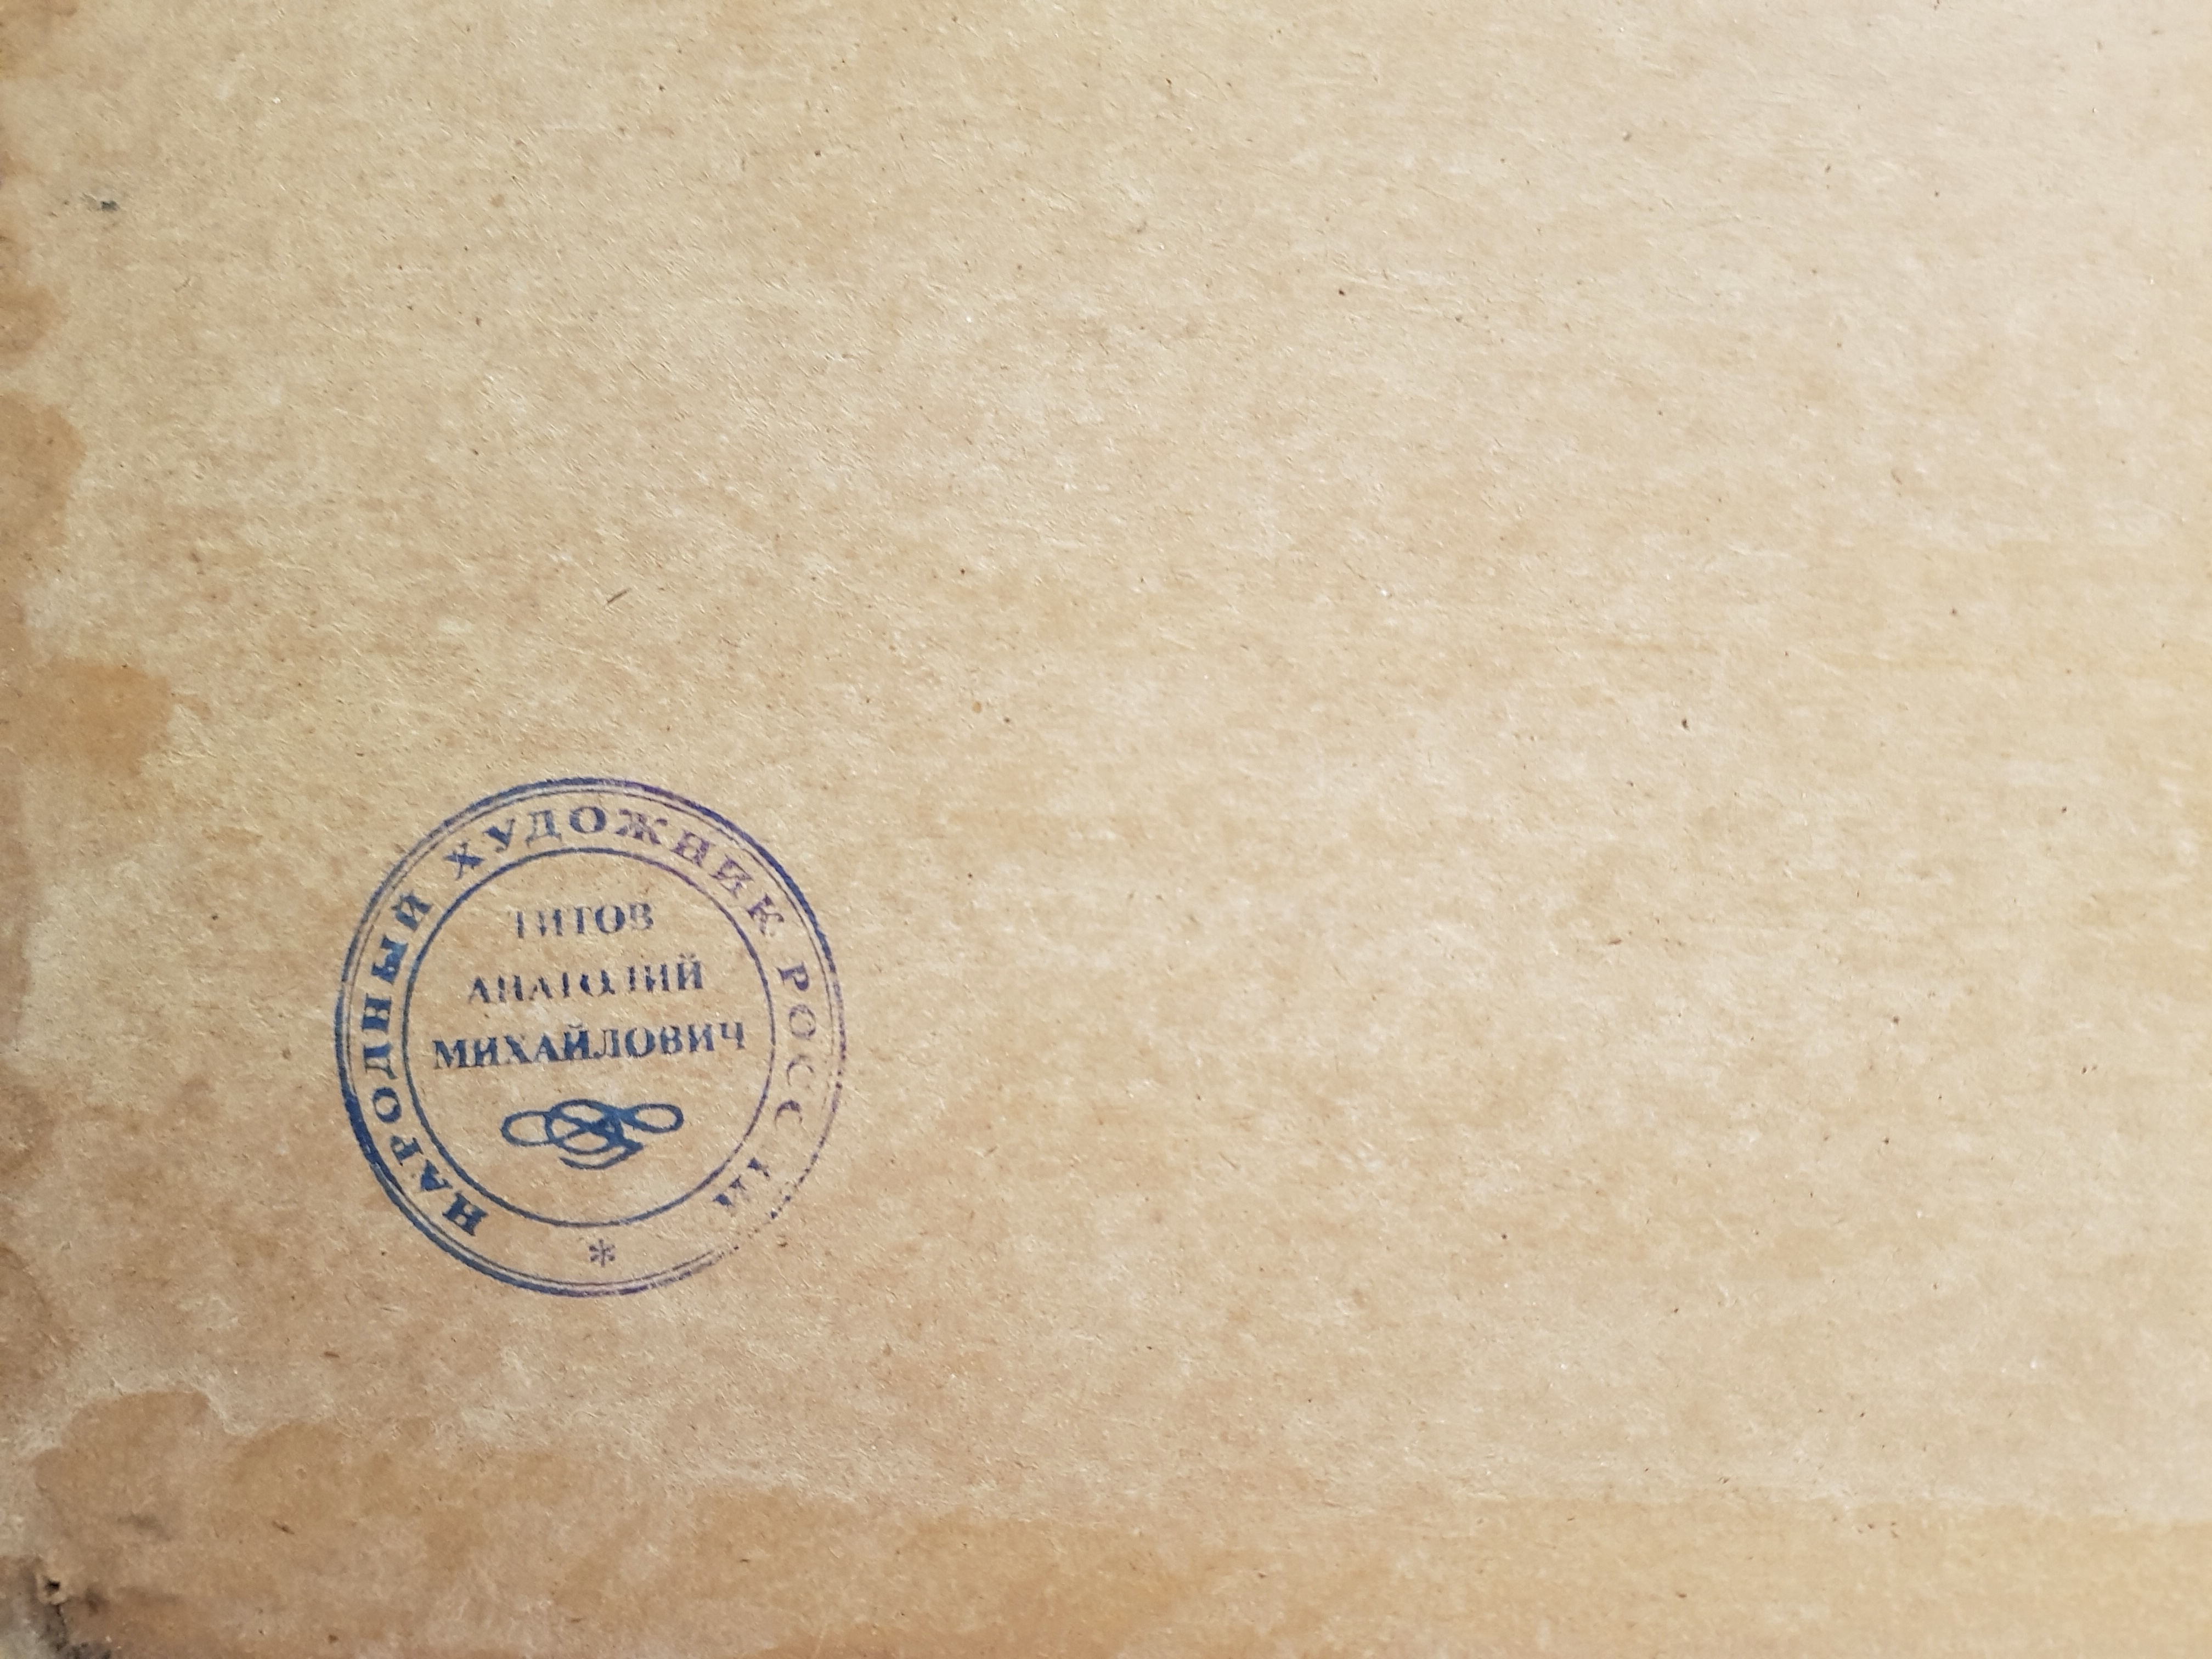 НАРОДНЫЙ ХУДОЖНИК РОССИИ
*
ТИТОВ
АНАТОЛИЙ
МИХАЙЛОВИЧ